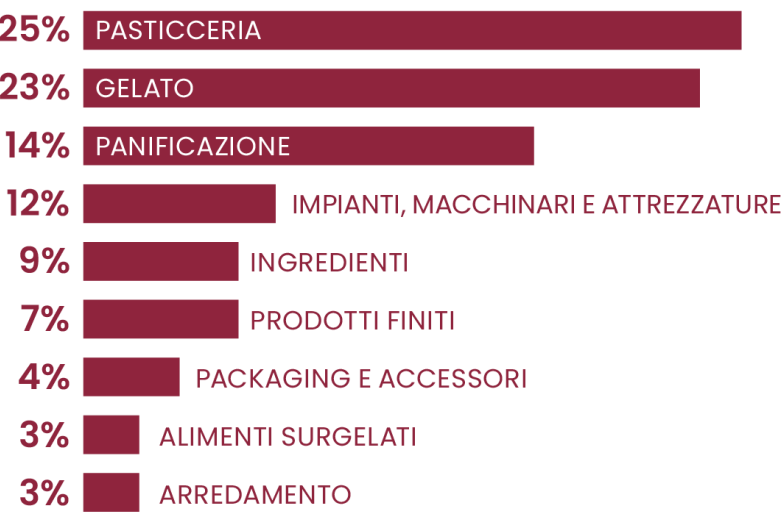 25% PASTICCERIA
23% GELATO
14% PANIFICAZIONE
12% IMPIANTI, MACCHINARI E ATTREZZATURE
9% INGREDIENTI
7% PRODOTTI FINITI
4% PACKAGING E ACCESSORI
3% ALIMENTI SURGELATI
3% ARREDAMENTO